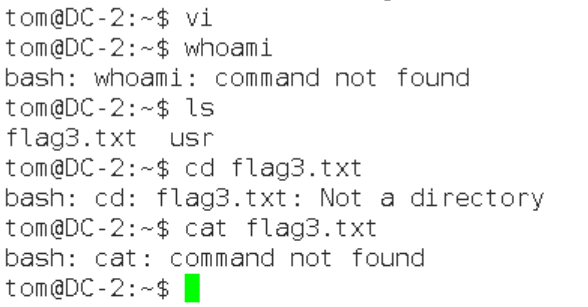 tom@DC-2:~$ vi
tom@DC-2:~$ whoami
bash: whoami: command not found
tom@DC-2:~$ ls
flag3.txt  usr
tom@DC-2:~$ cd flag3.txt
bash: cd: flag3.txt: Not a directory
tom@DC-2:~$ cat flag3.txt
bash: cat: command not found
tom@DC-2:~$